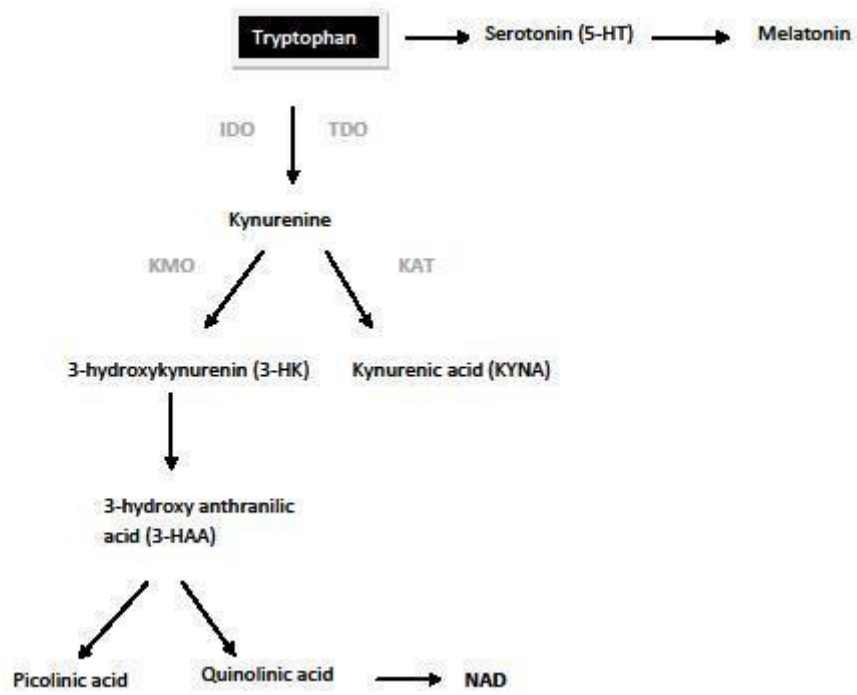 Tryptophan
Serotonin (5-HT)
Melatonin
IDO
TDO
Kynurenine
KMO
KAT
3-hydroxykynurenin (3-HK)
Kynurenic acid (KYNA)
3-hydroxy anthranilic
acid (3-HAA)
Picolinic acid
Quinolinic acid
NAD